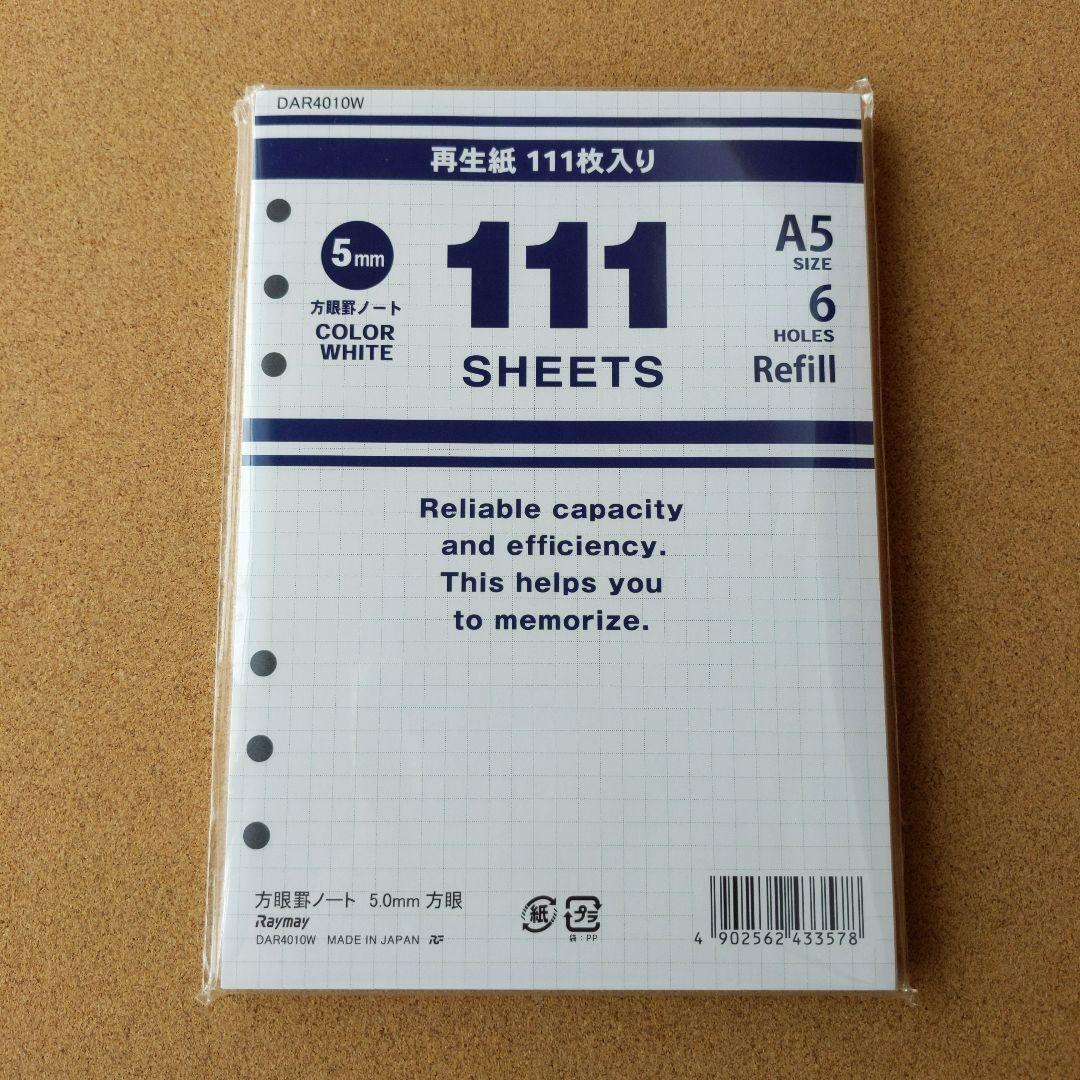 DAR4010W
再生紙 111枚入り
5mm
方眼罫ノート
COLOR
WHITE
111
SHEETS
A5
SIZE
6
HOLES
Refill
Reliable capacity
and efficiency.
This helps you
to memorize.
方眼罫ノート 5.0mm 方眼
Raymay
DAR4010W MADE IN JAPAN RF
紙
プラ
袋：PP
4 902562 433578